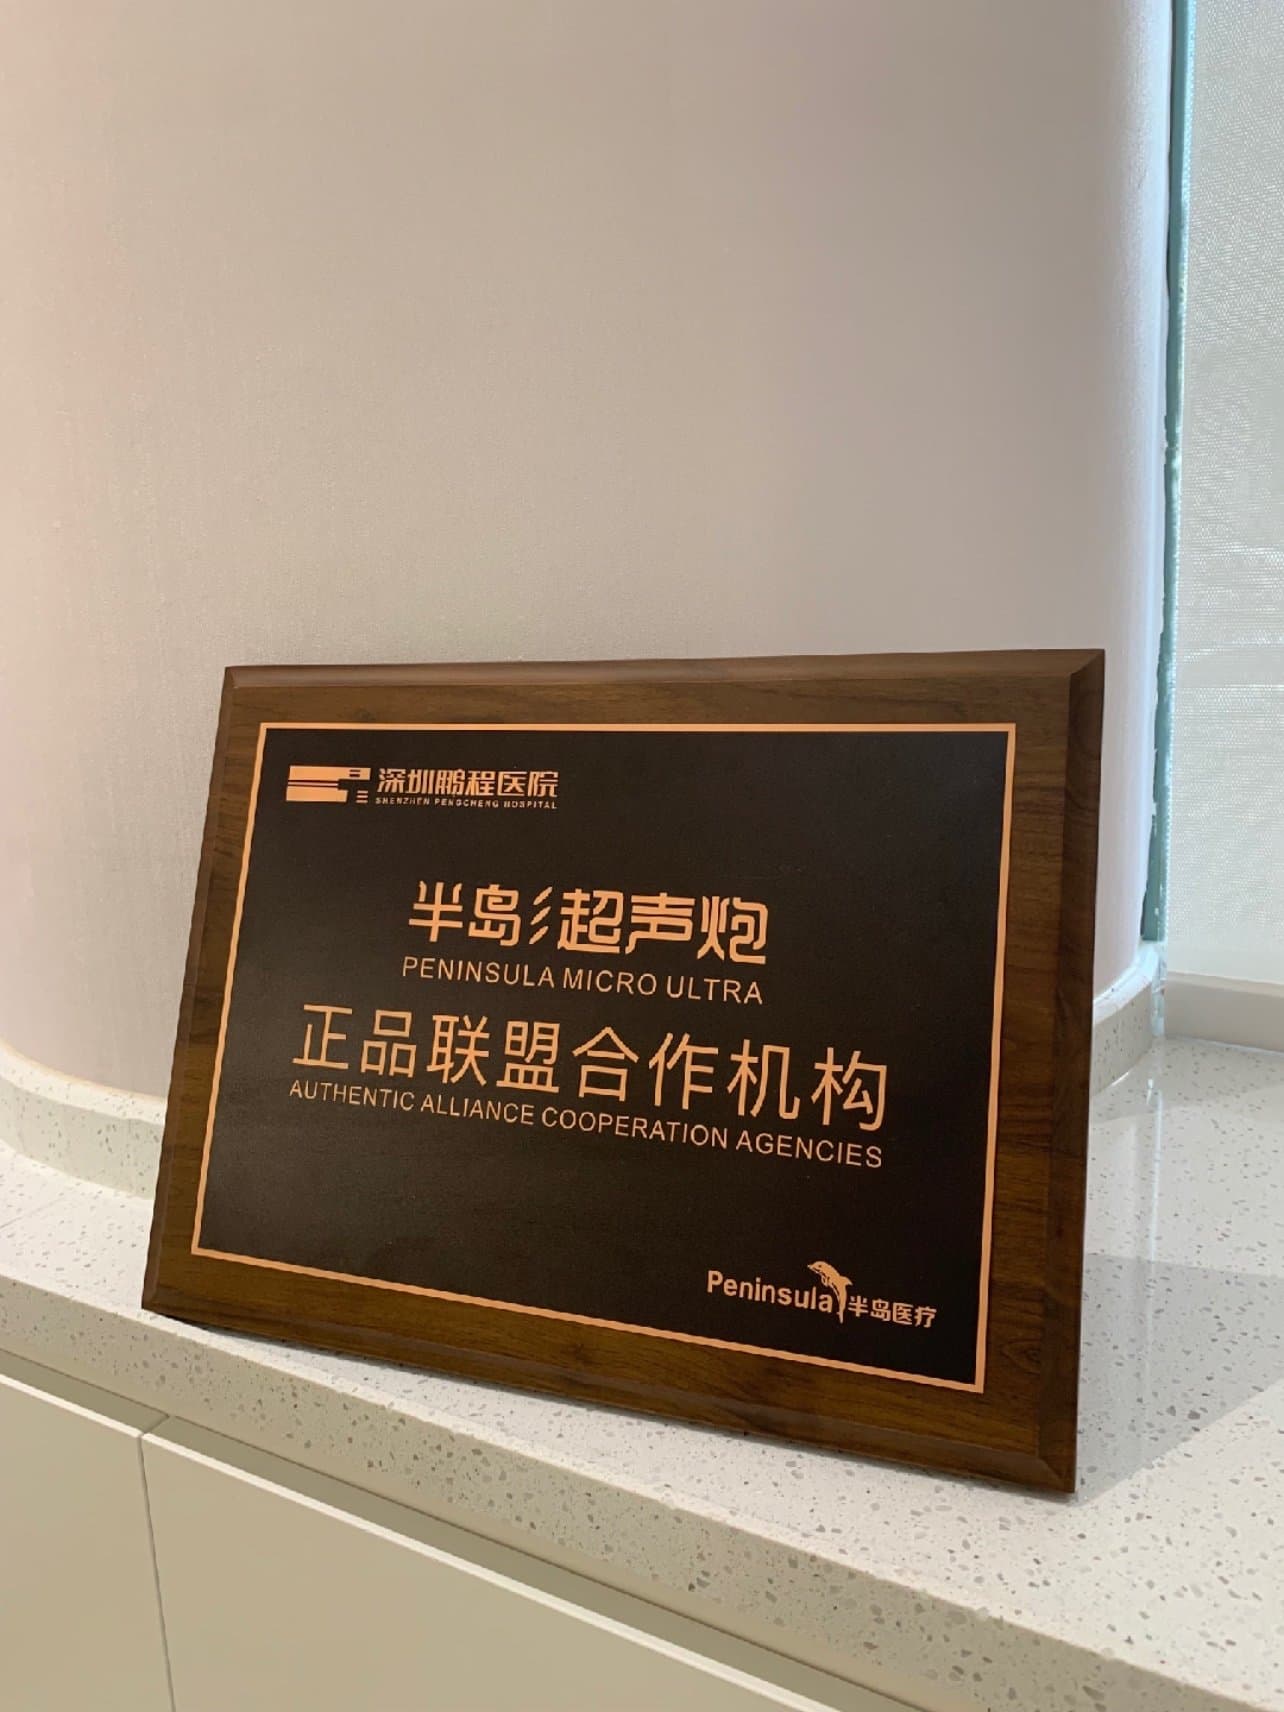 深圳鹏程医院
SHENZHEN PENGCHENG HOSPITAL
半岛超声炮
PENINSULA MICRO ULTRA
正品联盟合作机构
AUTHENTIC ALLIANCE COOPERATION AGENCIES
Peninsula 半岛医疗